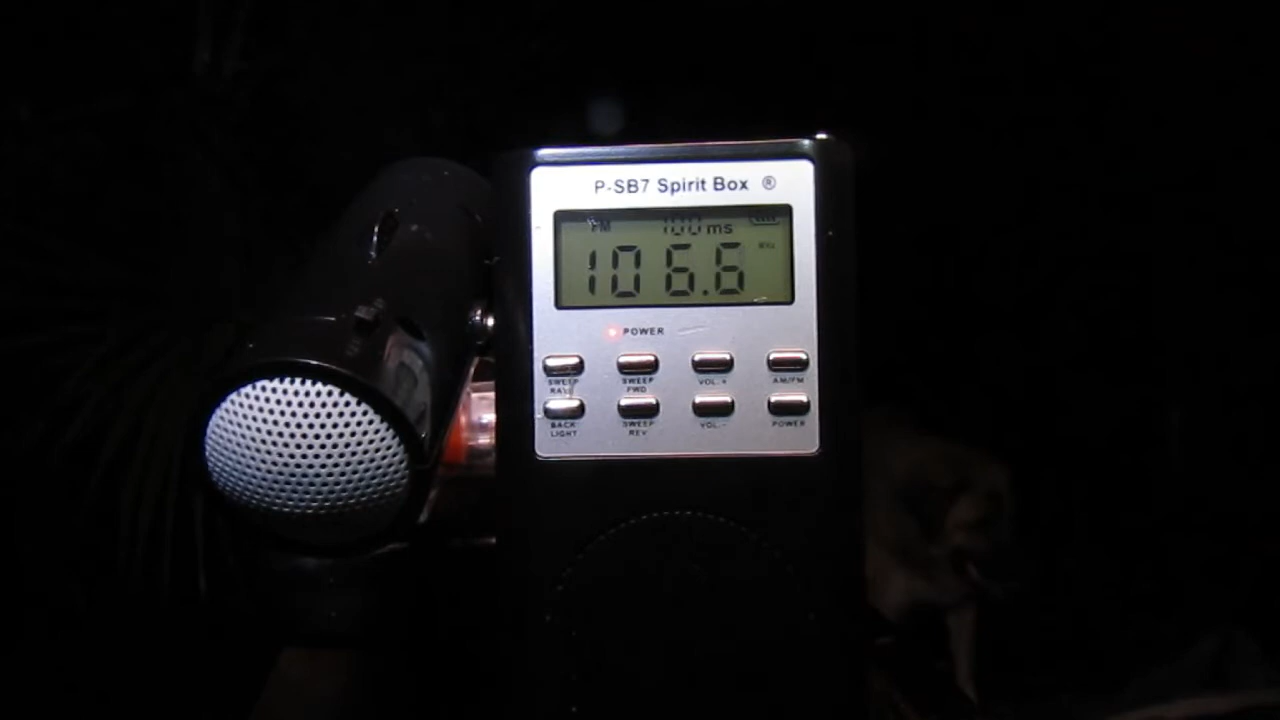 P-SB7 Spirit Box ®
FM 100 ms
106.6
POWER
SWEEP VOL.+ AM/FM
SWEEP FWD
BACK LIGHT
SWEEP REV
VOL.-
POWER